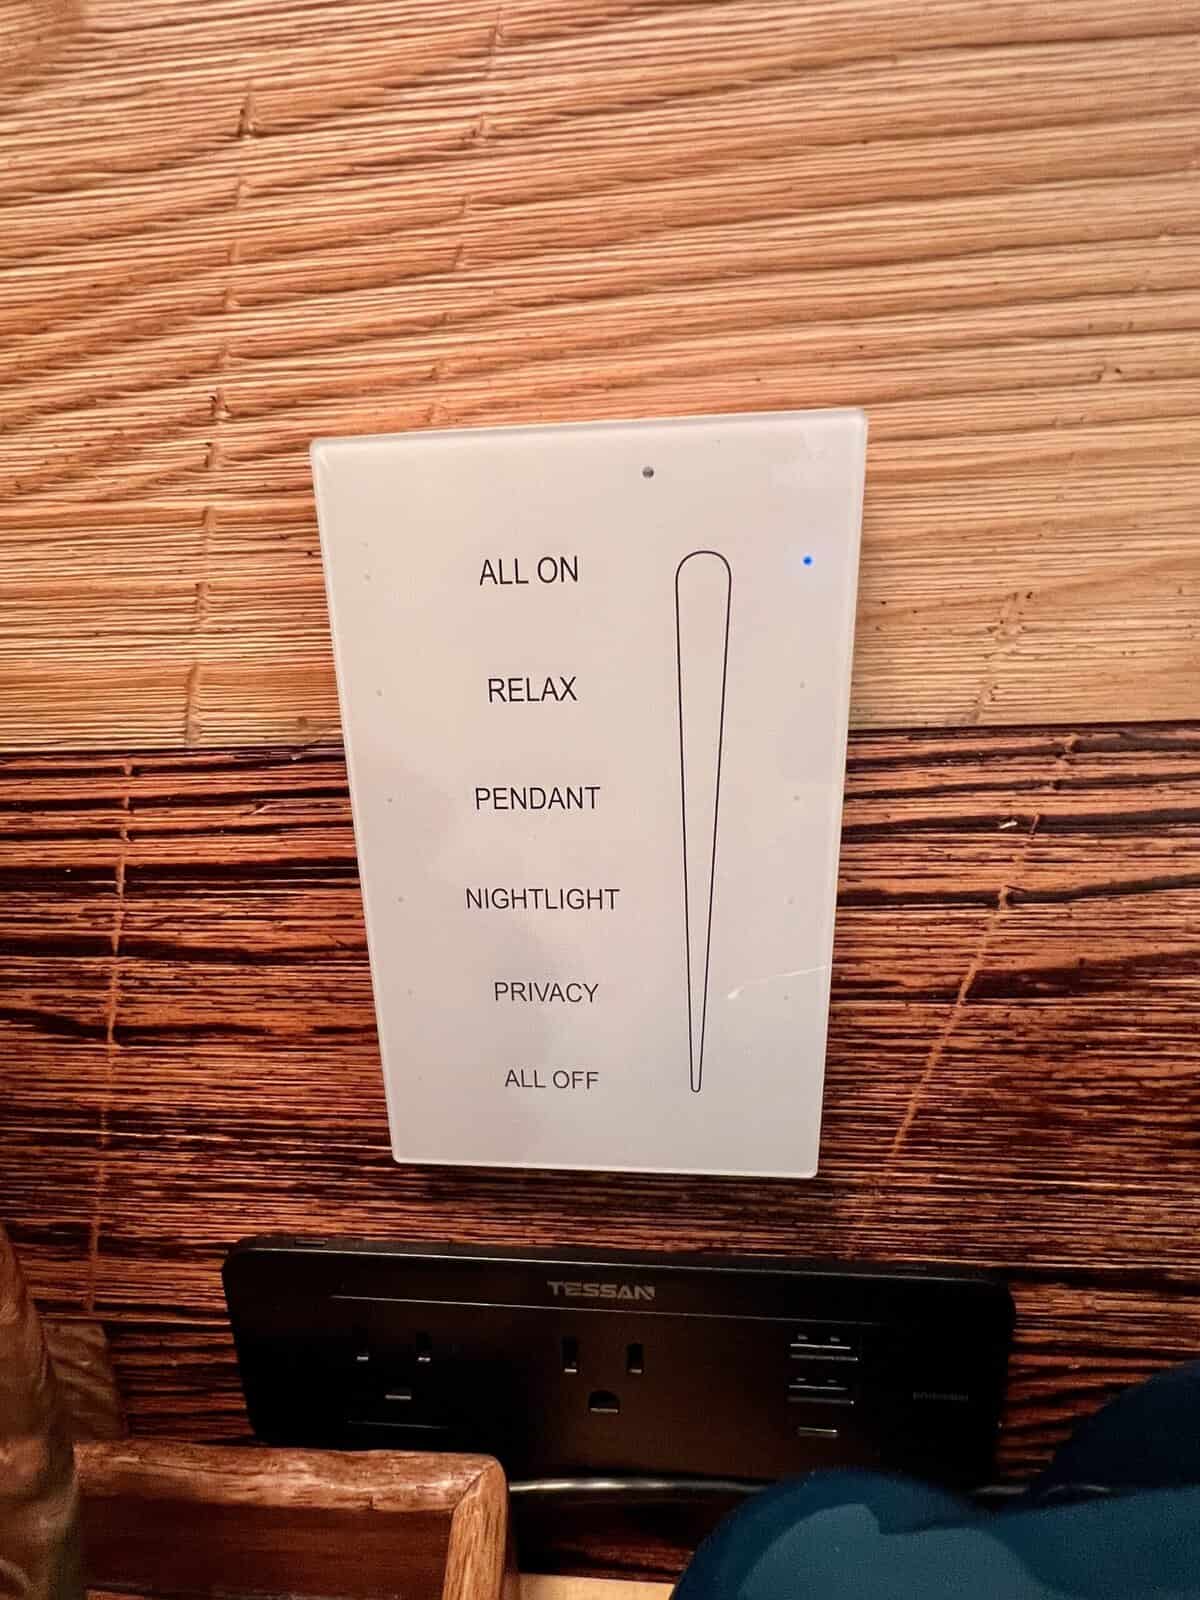 ALL ON
RELAX
PENDANT
NIGHTLIGHT
PRIVACY
ALL OFF
TESSAN